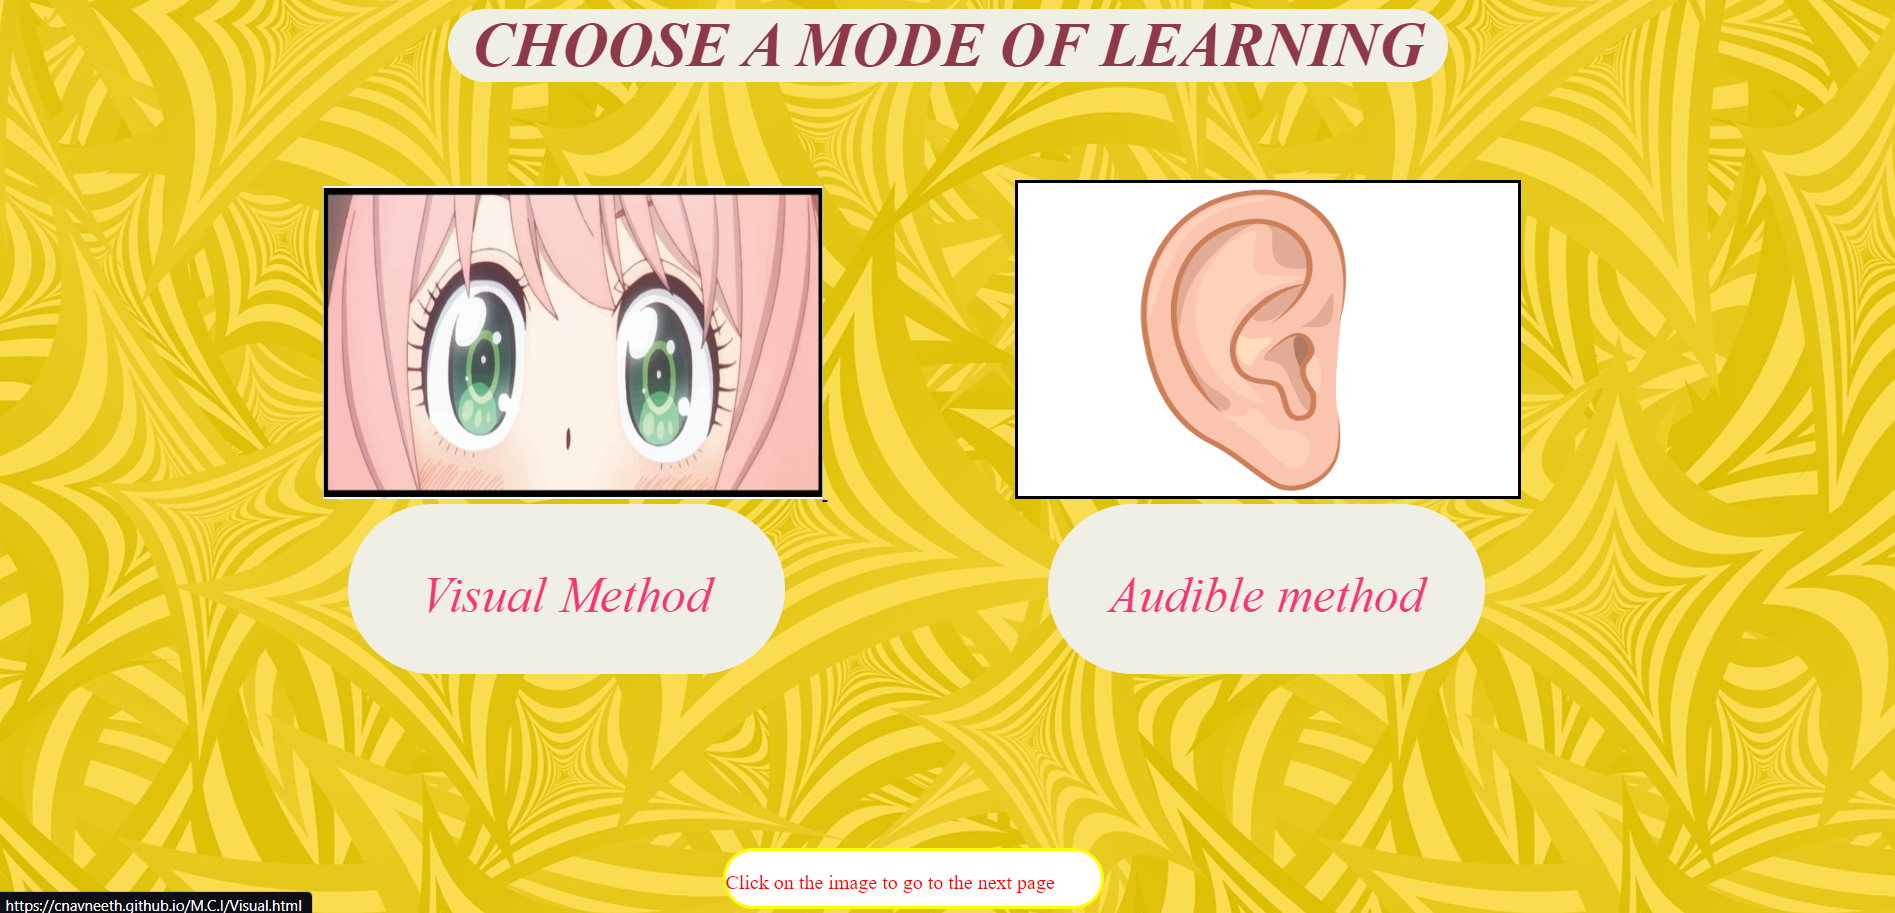 CHOOSE A MODE OF LEARNING
Visual Method
Audible method
Click on the image to go to the next page
https://cnavneeth.github.io/M.C.I/Visual.html